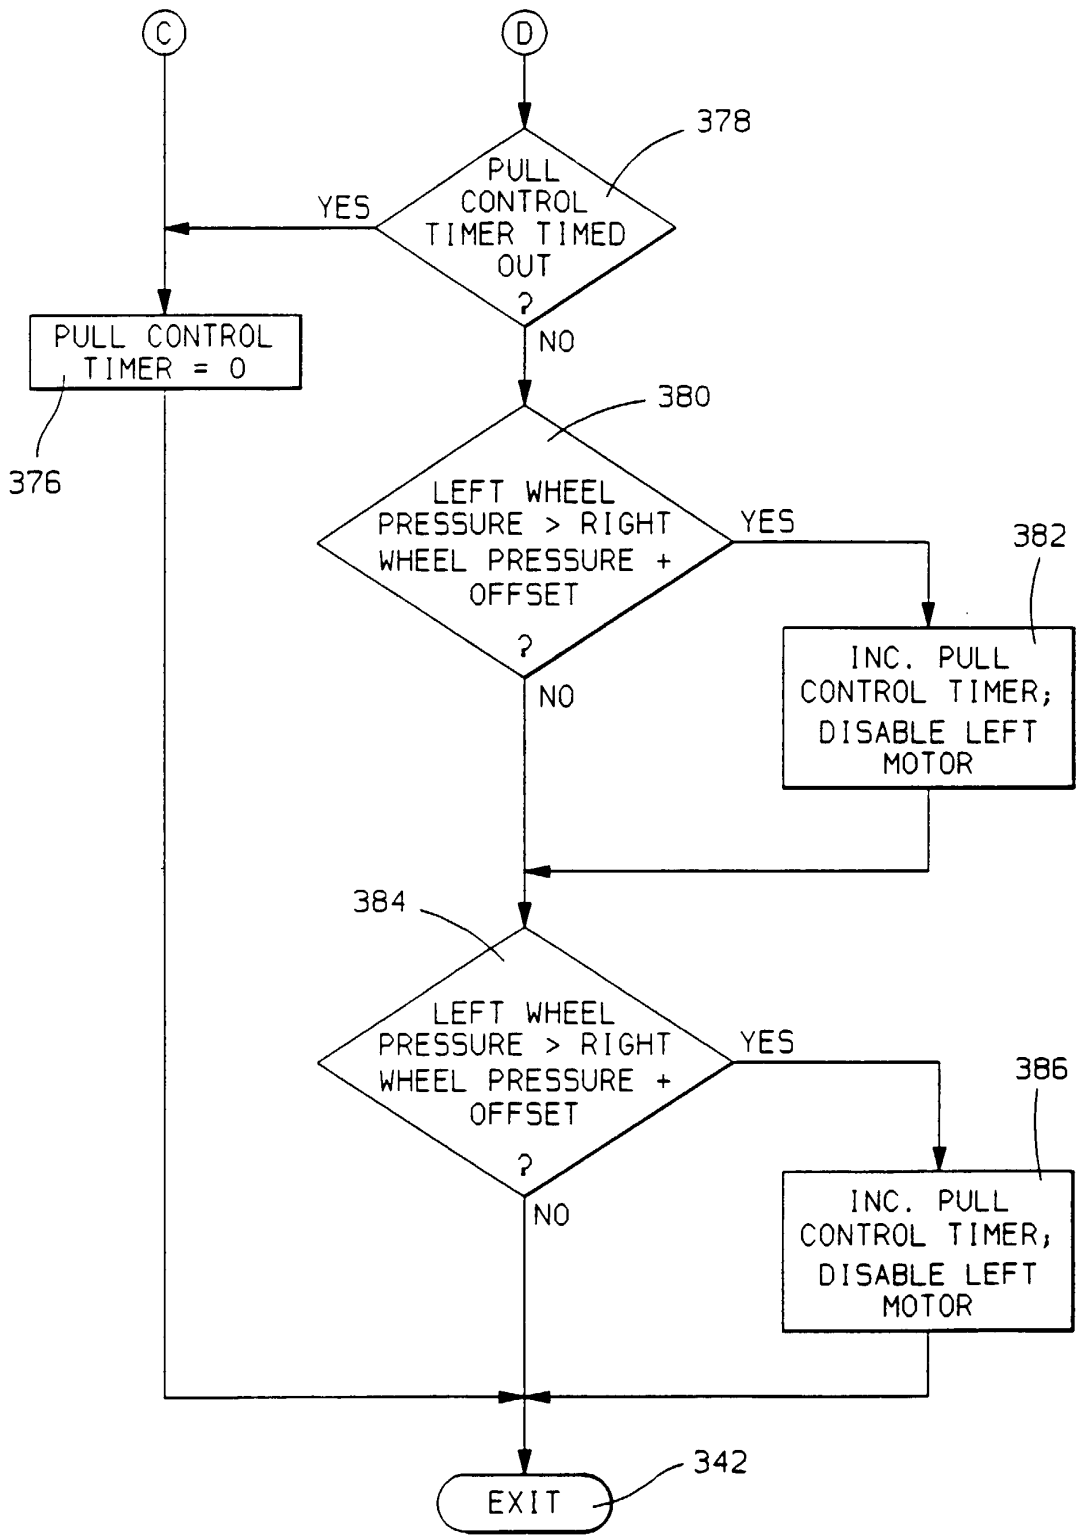 C
D
378
PULL
CONTROL
TIMER TIMED
OUT
?
YES
NO
PULL CONTROL
TIMER = 0
376
380
LEFT WHEEL
PRESSURE > RIGHT
WHEEL PRESSURE +
OFFSET
?
YES
NO
382
INC. PULL
CONTROL TIMER;
DISABLE LEFT
MOTOR
384
LEFT WHEEL
PRESSURE > RIGHT
WHEEL PRESSURE +
OFFSET
?
YES
NO
386
INC. PULL
CONTROL TIMER;
DISABLE LEFT
MOTOR
342
EXIT